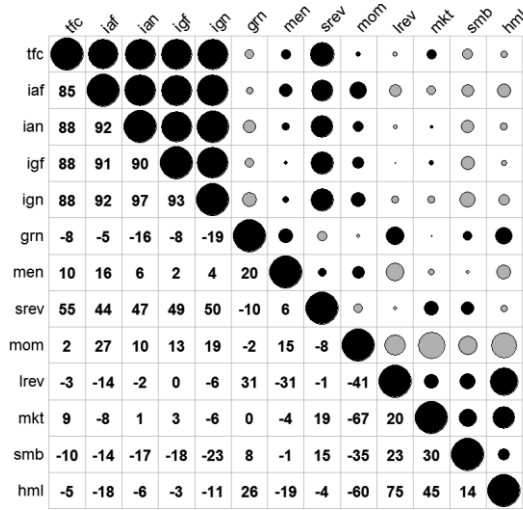 tfc iaf ian igf ign grn men srev mom lrev mkt smb hml
tfc
iaf 85
ian 88 92
igf 88 91 90
ign 88 92 97 93
grn -8 -5 -16 -8 -19
men 10 16 6 2 4 20
srev 55 44 47 49 50 -10 6
mom 2 27 10 13 19 -2 15 -8
lrev -3 -14 -2 0 -6 31 -31 -1 -41
mkt 9 -8 1 3 -6 0 -4 19 -67 20
smb -10 -14 -17 -18 -23 8 -1 15 -35 23 30
hml -5 -18 -6 -3 -11 26 -19 -4 -60 75 45 14